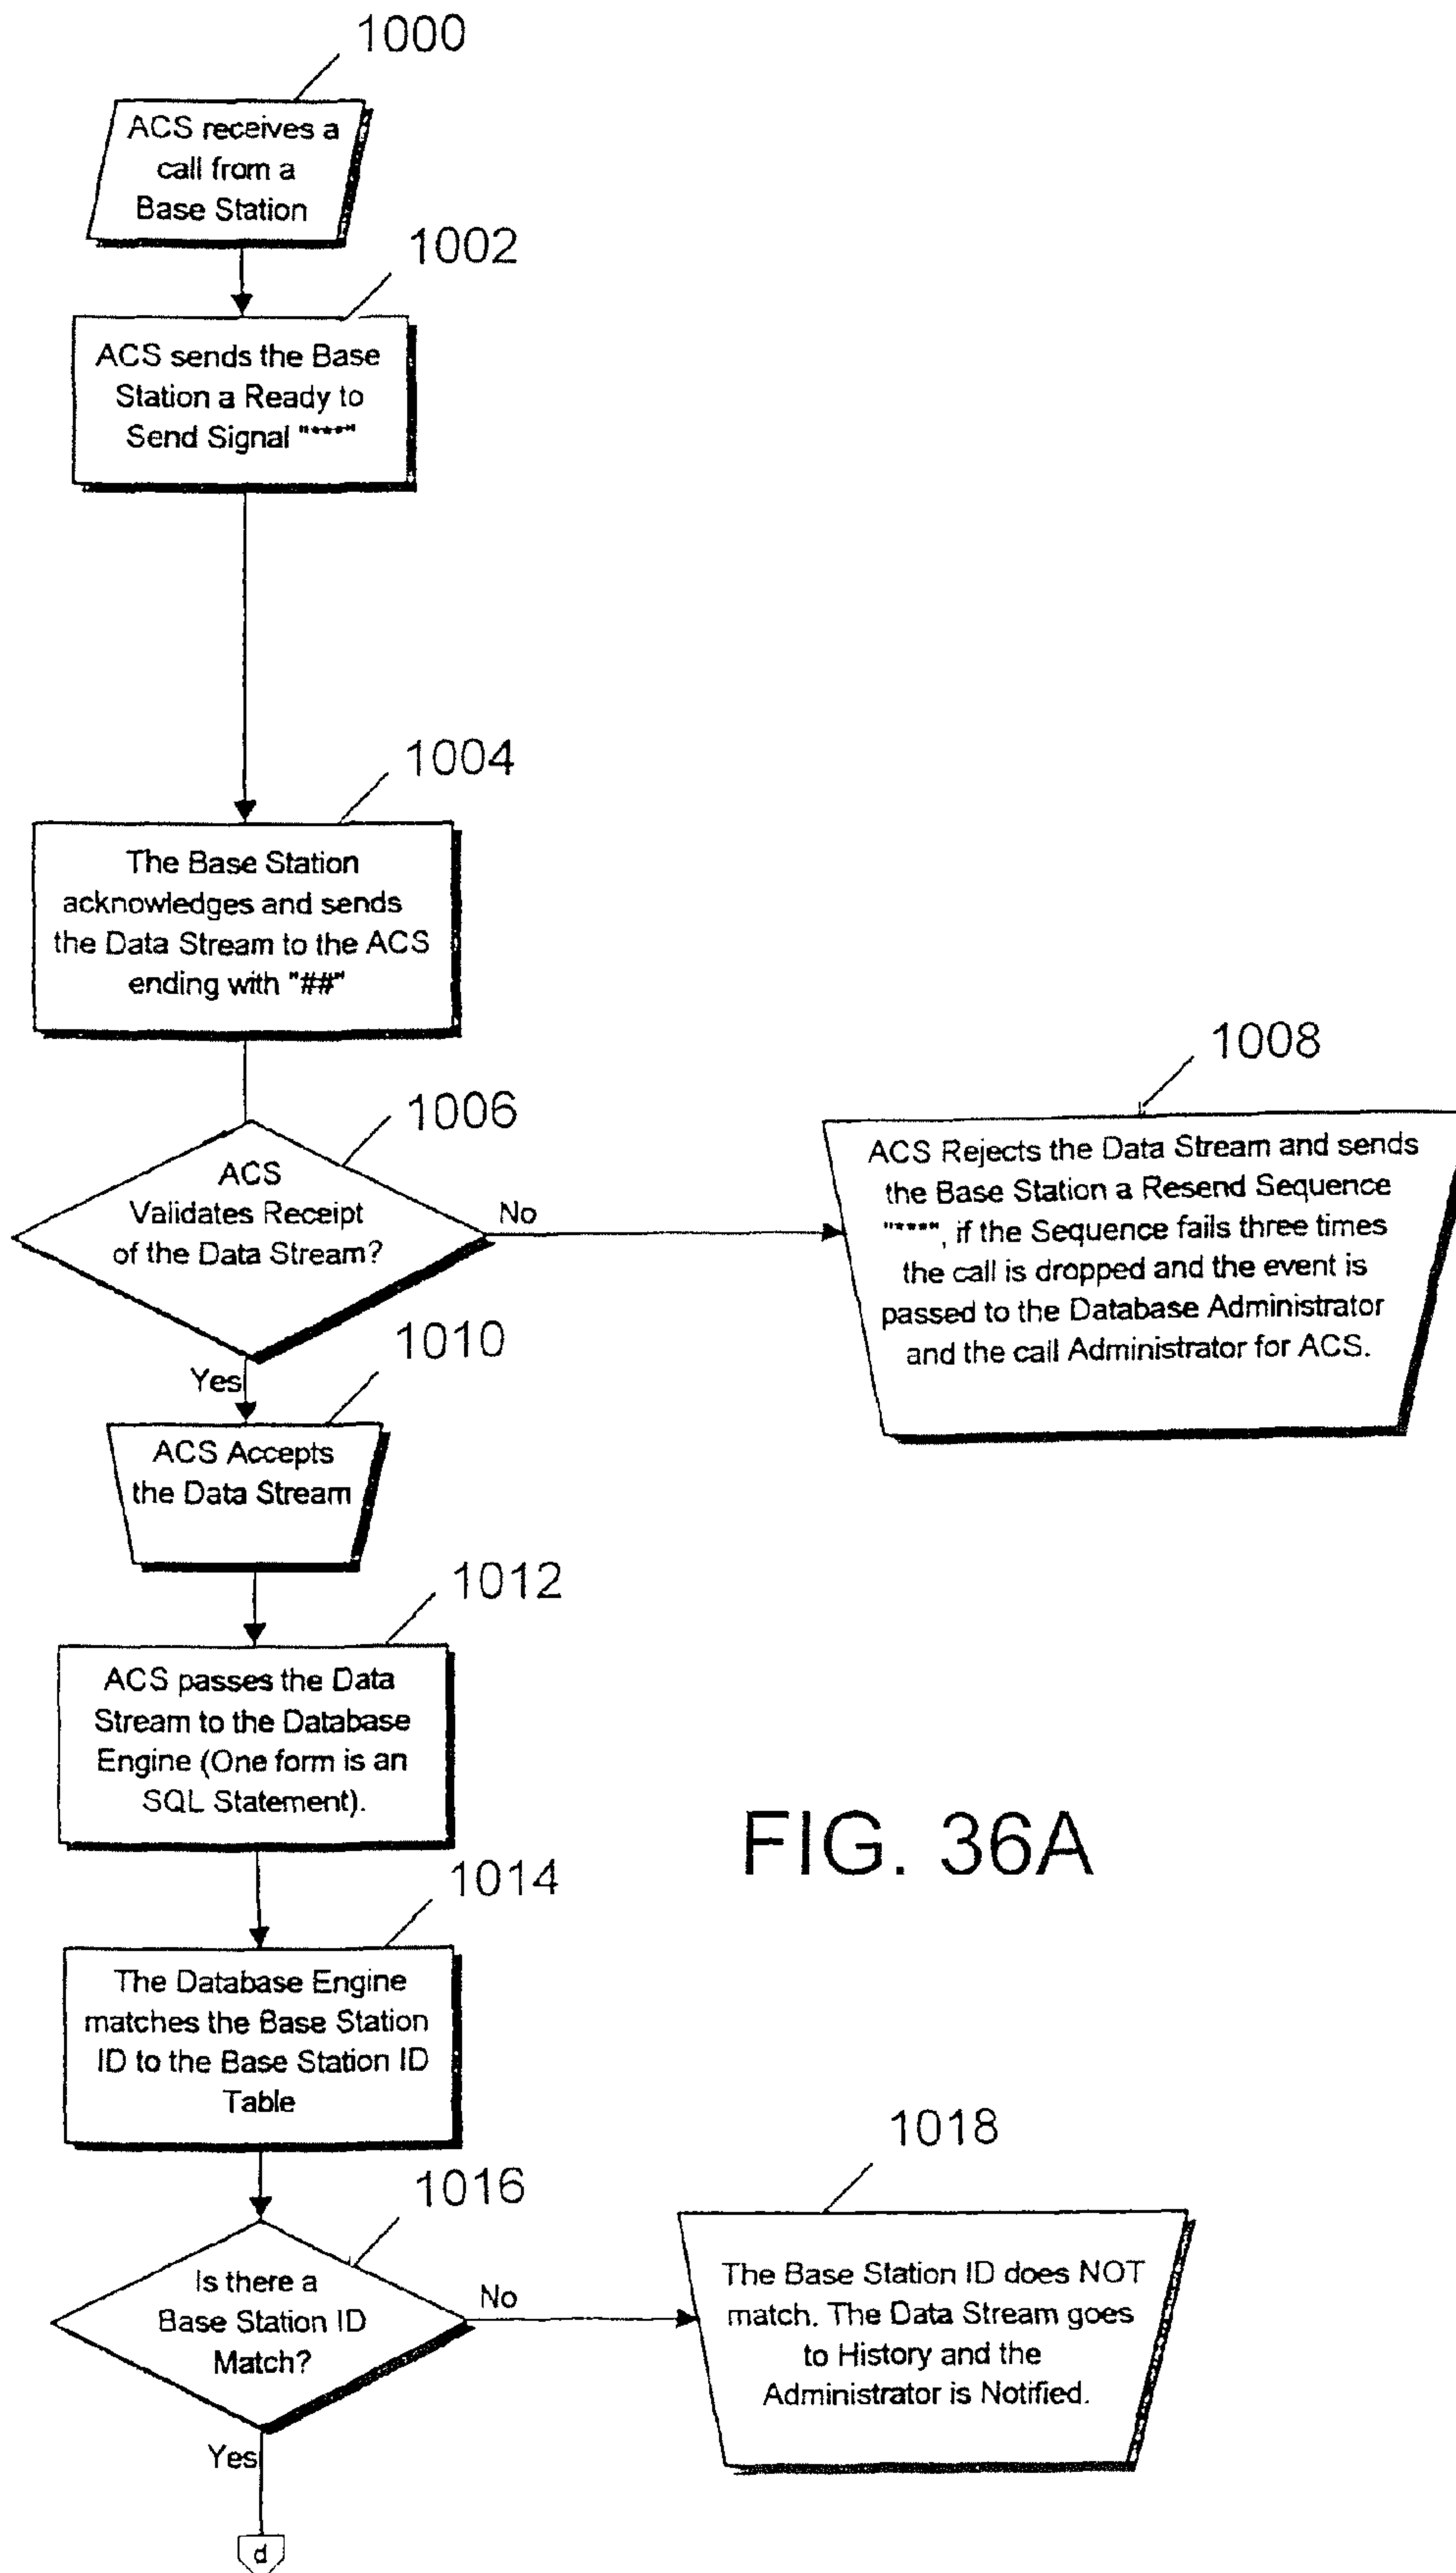 1000
ACS receives a
call from a
Base Station
1002
ACS sends the Base
Station a Ready to
Send Signal "***"
1004
The Base Station
acknowledges and sends
the Data Stream to the ACS
ending with "##"
1006
ACS
Validates Receipt
of the Data Stream?
No
1008
ACS Rejects the Data Stream and sends
the Base Station a Resend Sequence
"***", if the Sequence fails three times
the call is dropped and the event is
passed to the Database Administrator
and the call Administrator for ACS.
Yes
1010
ACS Accepts
the Data Stream
1012
ACS passes the Data
Stream to the Database
Engine (One form is an
SQL Statement).
FIG. 36A
1014
The Database Engine
matches the Base Station
ID to the Base Station ID
Table
1016
Is there a
Base Station ID
Match?
No
1018
The Base Station ID does NOT
match. The Data Stream goes
to History and the
Administrator is Notified.
Yes
d